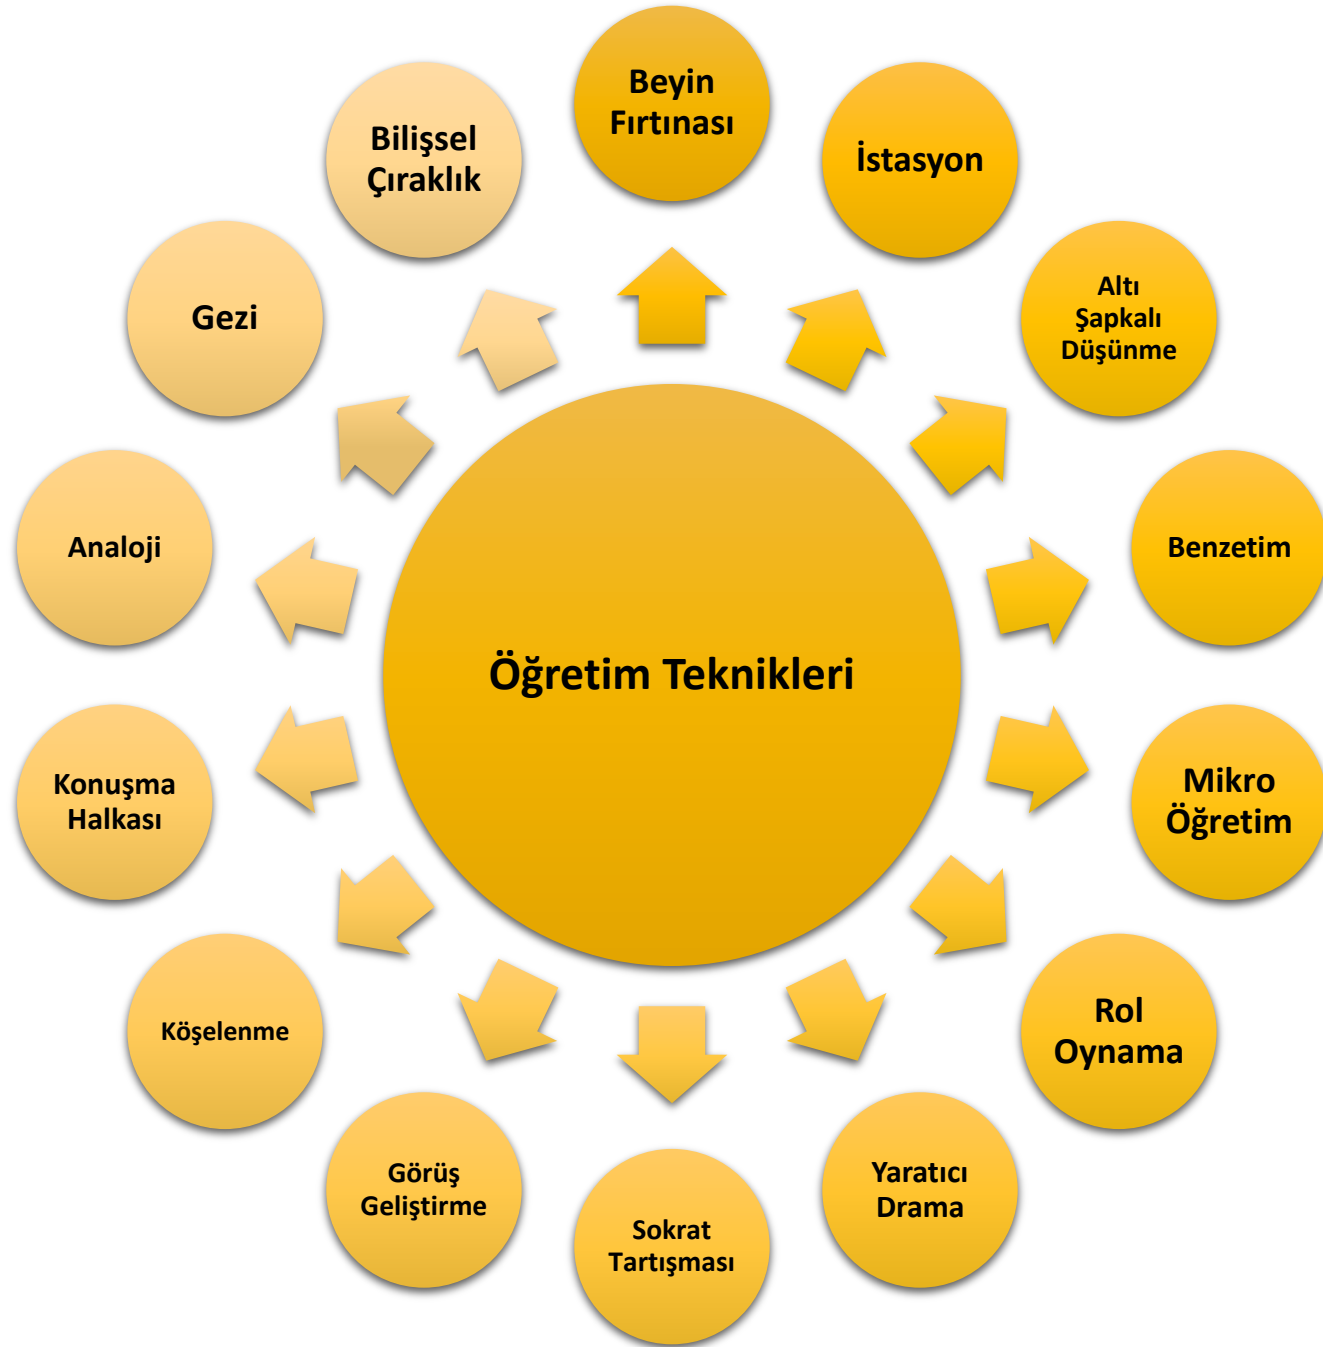 Beyin
Fırtınası
İstasyon
Altı
Şapkalı
Düşünme
Benzetim
Mikro
Öğretim
Rol
Oynama
Yaratıcı
Drama
Sokrat
Tartışması
Görüş
Geliştirme
Köşelenme
Konuşma
Halkası
Analoji
Gezi
Bilişsel
Çıraklık
Öğretim Teknikleri